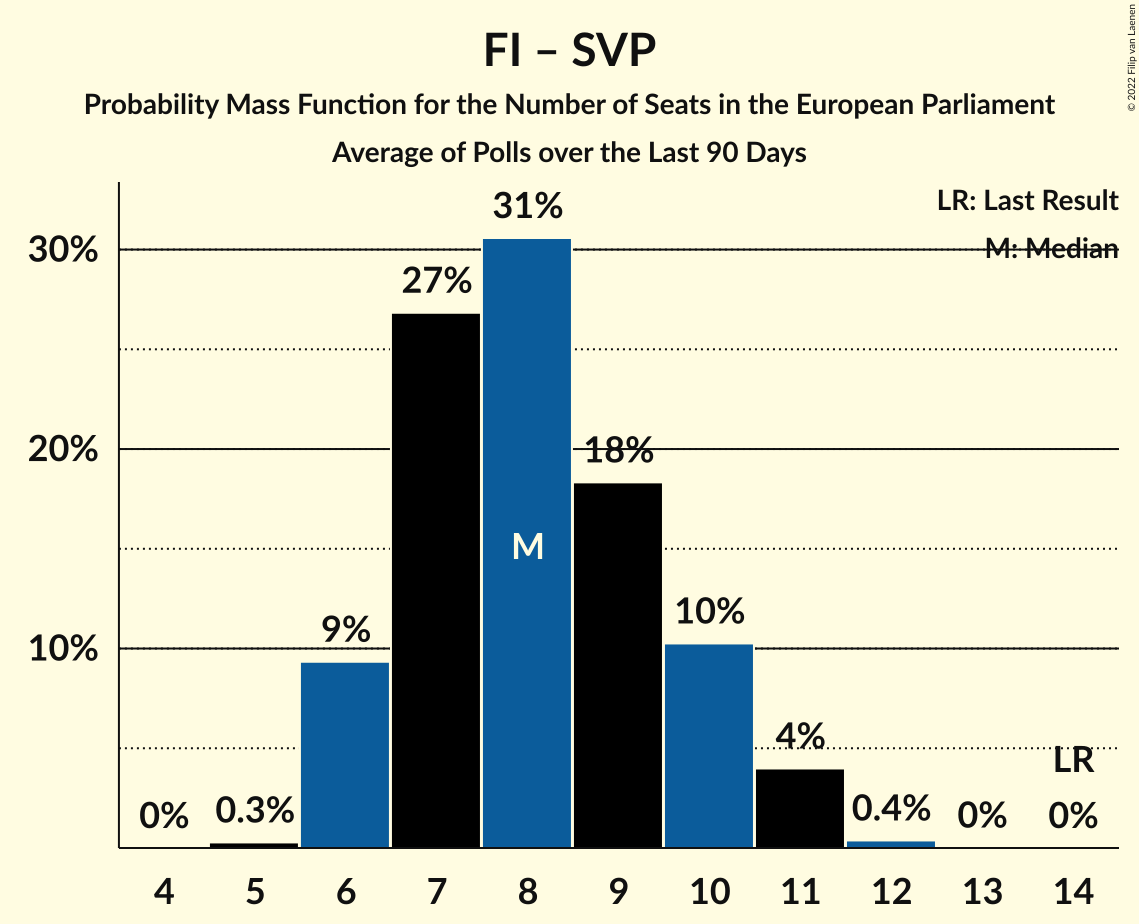 FI – SVP
Probability Mass Function for the Number of Seats in the European Parliament
Average of Polls over the Last 90 Days
© 2022 Filip van Laenen
LR: Last Result
M: Median
30%
20%
10%
0%
0.3%
9%
27%
31%
M
18%
10%
4%
0.4%
0%
LR
0%
4 5 6 7 8 9 10 11 12 13 14